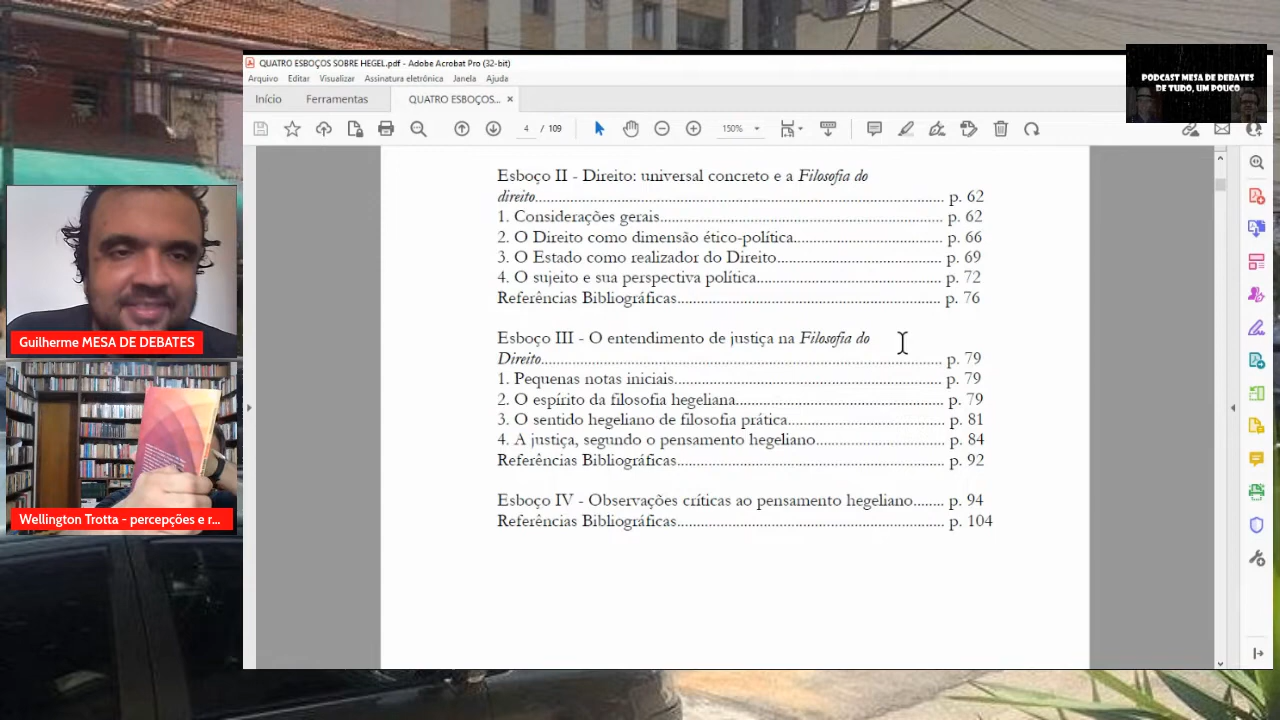 QUATRO ESBOÇOS SOBRE HEGEL.pdf - Adobe Acrobat Pro (32-bit)
Arquivo Editar Visualizar Assinatura eletrônica Janela Ajuda
Início Ferramentas QUATRO ESBOÇOS... ×
4 / 109 150%
PODCAST MESA DE DEBATES
DE TUDO, UM POUCO
Esboço II - Direito: universal concreto e a Filosofia do
direito.................................................................................................. p. 62
1. Considerações gerais.................................................................... p. 62
2. O Direito como dimensão ético-política.................................... p. 66
3. O Estado como realizador do Direito........................................ p. 69
4. O sujeito e sua perspectiva política............................................. p. 72
Referências Bibliográficas................................................................ p. 76
Esboço III - O entendimento de justiça na Filosofia do
Direito................................................................................................. p. 79
1. Pequenas notas iniciais................................................................. p. 79
2. O espírito da filosofia hegeliana.................................................. p. 79
3. O sentido hegeliano de filosofia prática...................................... p. 81
4. A justiça, segundo o pensamento hegeliano............................... p. 84
Referências Bibliográficas................................................................ p. 92
Esboço IV - Observações críticas ao pensamento hegeliano....... p. 94
Referências Bibliográficas................................................................ p. 104
Guilherme MESA DE DEBATES
Wellington Trotta - percepções e r...